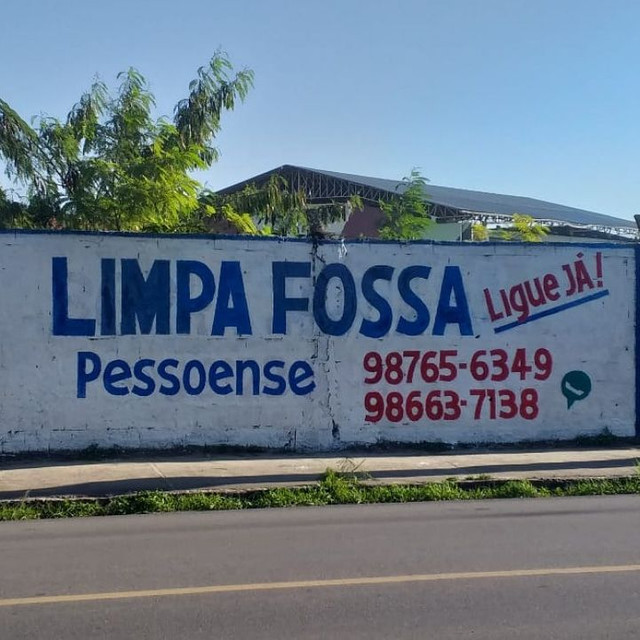 LIMPA FOSSA
Ligue JÁ!
Pessoense
98765-6349
98663-7138